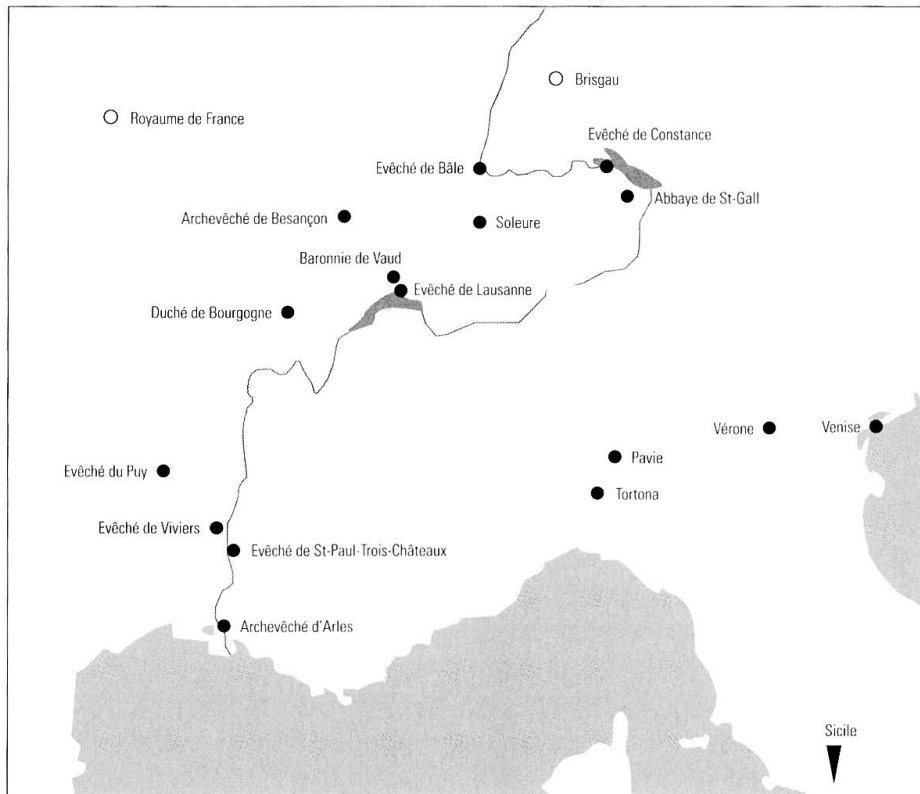 Brisgau
Royaume de France
Evêché de Constance
Evêché de Bâle
Abbaye de St-Gall
Archevêché de Besançon
Soleure
Baronnie de Vaud
Evêché de Lausanne
Duché de Bourgogne
Vérone
Venise
Pavie
Evêché du Puy
Tortona
Evêché de Viviers
Evêché de St-Paul-Trois-Châteaux
Archevêché d'Arles
Sicile